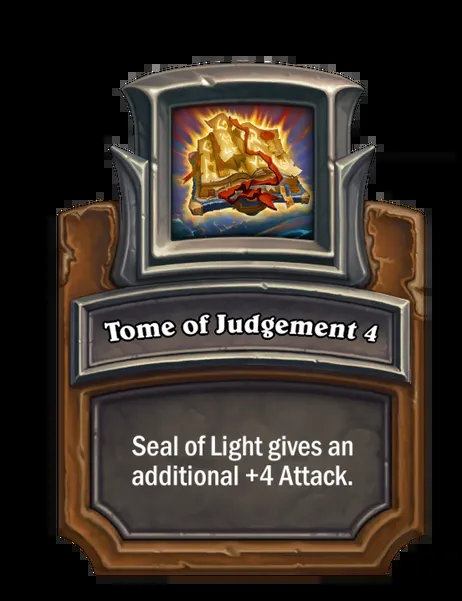 Tome of Judgement 4
Seal of Light gives an
additional +4 Attack.